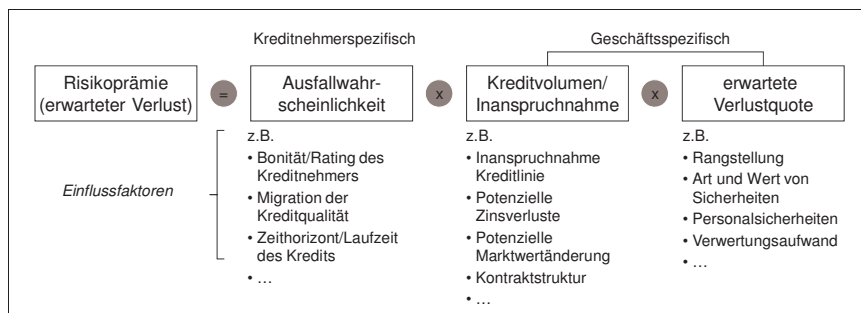 Kreditnehmerspezifisch
Geschäftsspezifisch
Risikoprämie
(erwarteter Verlust)
=
Ausfallwahr-
scheinlichkeit
x
Kreditvolumen/
Inanspruchnahme
x
erwartete
Verlustquote
Einflussfaktoren
z.B.
• Bonität/Rating des
Kreditnehmers
• Migration der
Kreditqualität
• Zeithorizont/Laufzeit
des Kredits
• …
z.B.
• Inanspruchnahme
Kreditlinie
• Potenzielle
Zinsverluste
• Potenzielle
Marktwertänderung
• Kontraktstruktur
• …
z.B.
• Rangstellung
• Art und Wert von
Sicherheiten
• Personalsicherheiten
• Verwertungsaufwand
• …